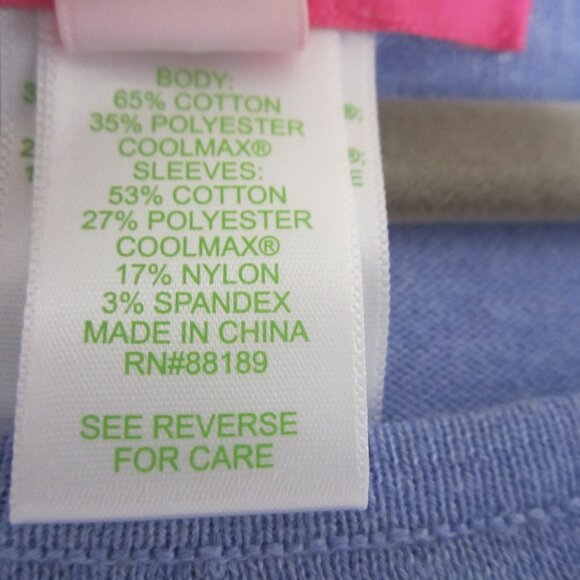 BODY:
65% COTTON
35% POLYESTER
COOLMAX®
SLEEVES:
53% COTTON
27% POLYESTER
COOLMAX®
17% NYLON
3% SPANDEX
MADE IN CHINA
RN#88189
SEE REVERSE
FOR CARE